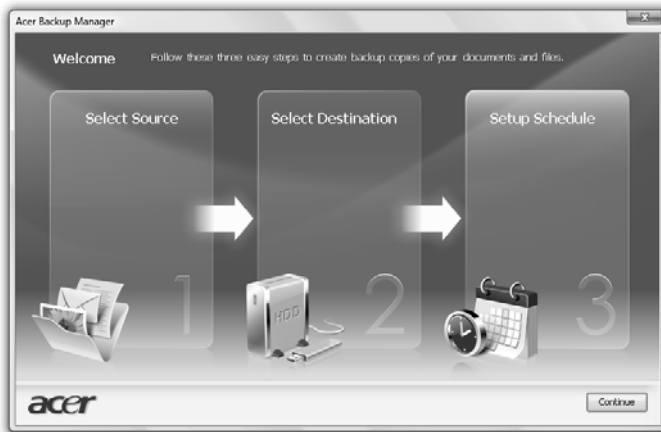 Acer Backup Manager
Welcome
Follow these three easy steps to create backup copies of your documents and files.
Select Source
Select Destination
Setup Schedule
1
HDD
2
3
acer
Continue